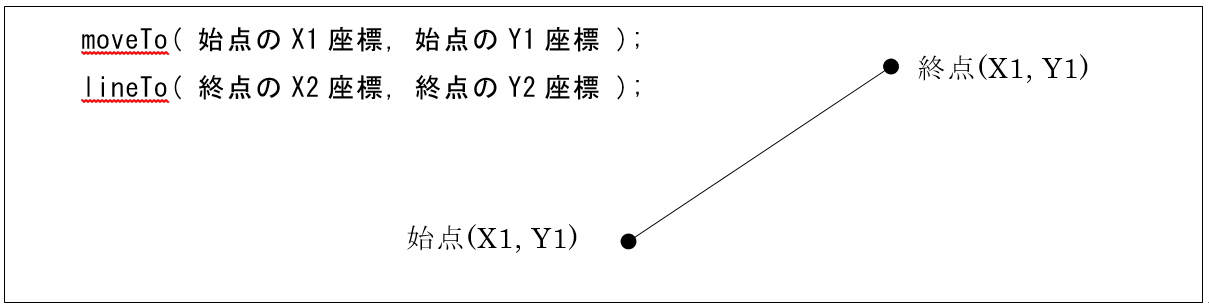 moveTo( 始点の X1 座標, 始点の Y1 座標 );
lineTo( 終点の X2 座標, 終点の Y2 座標 );
終点(X1, Y1)
始点(X1, Y1)